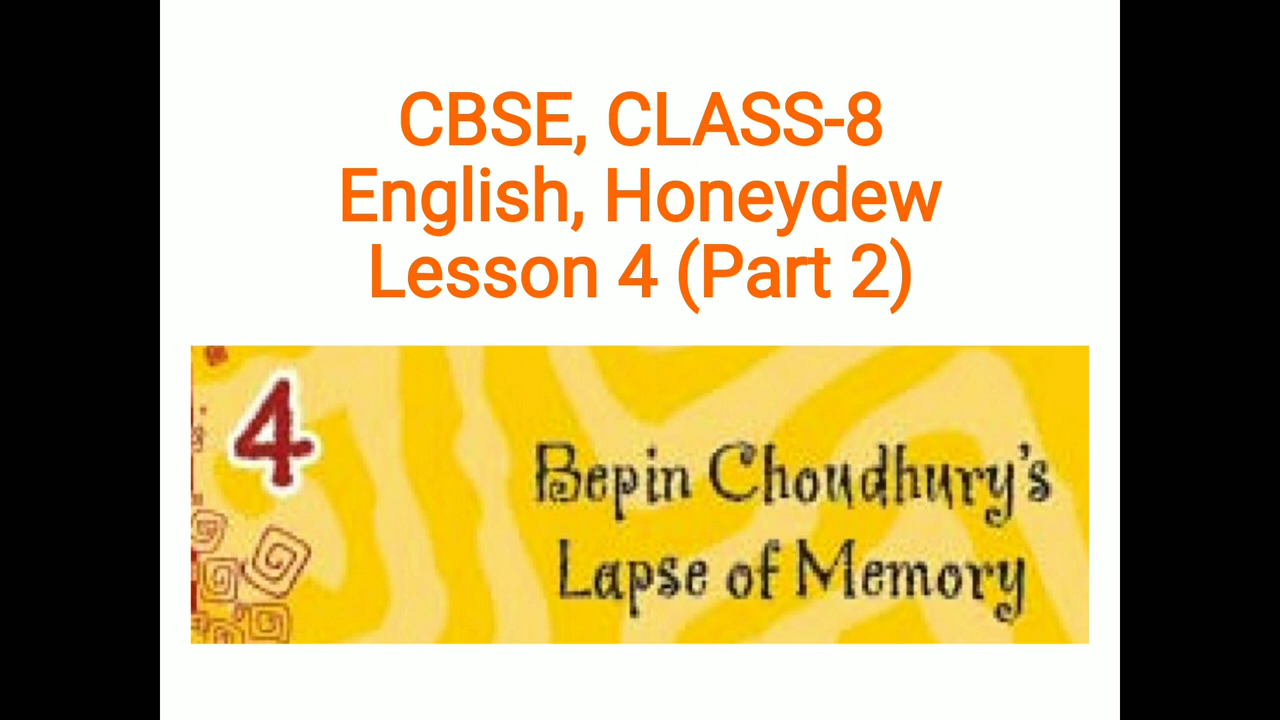 CBSE, CLASS-8
English, Honeydew
Lesson 4 (Part 2)
4
Bepin Choudhury's
Lapse of Memory